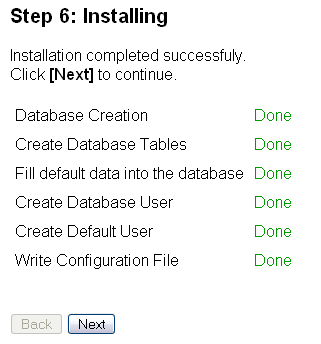 Step 6: Installing
Installation completed successfuly.
Click [Next] to continue.
Database Creation Done
Create Database Tables Done
Fill default data into the database Done
Create Database User Done
Create Default User Done
Write Configuration File Done
Back Next